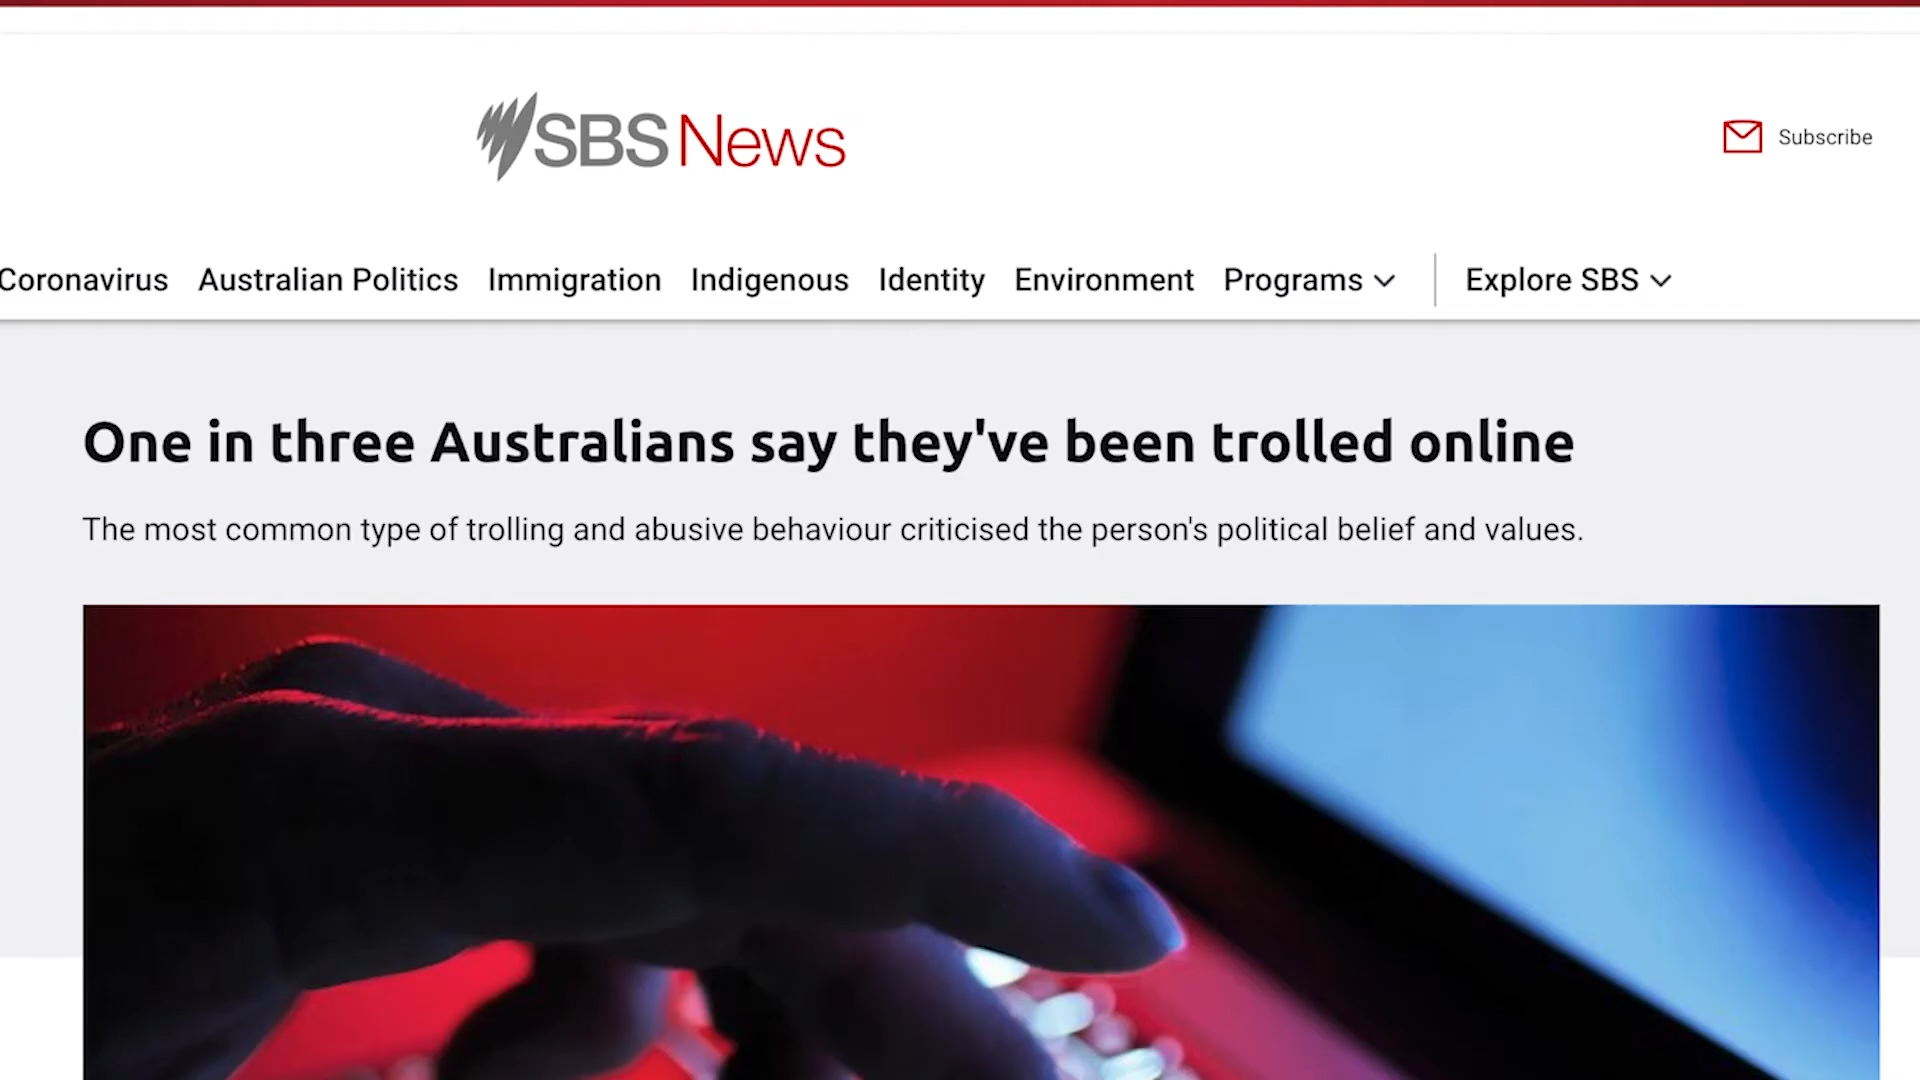 SBS News
Subscribe
Coronavirus Australian Politics Immigration Indigenous Identity Environment Programs Explore SBS
One in three Australians say they've been trolled online
The most common type of trolling and abusive behaviour criticised the person's political belief and values.